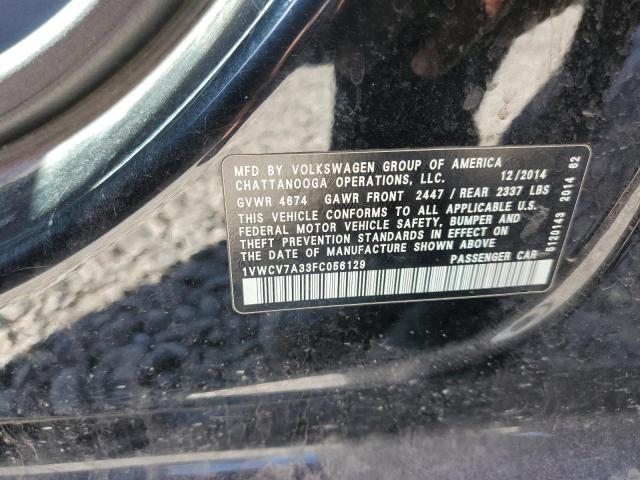 MFD BY VOLKSWAGEN GROUP OF AMERICA
CHATTANOOGA OPERATIONS, LLC. 12/2014
GVWR 4674 GAWR FRONT 2447 / REAR 2337 LBS
THIS VEHICLE CONFORMS TO ALL APPLICABLE U.S.
FEDERAL MOTOR VEHICLE SAFETY, BUMPER AND
THEFT PREVENTION STANDARDS IN EFFECT ON
THE DATE OF MANUFACTURE SHOWN ABOVE
1VWCV7A33FC056129 PASSENGER CAR
5120143 2014 82